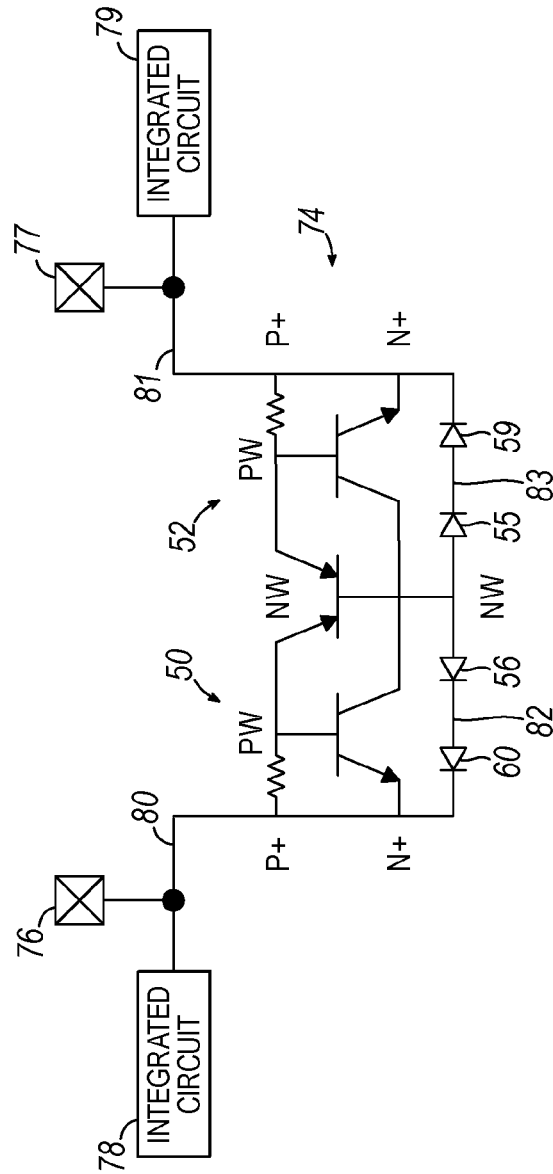 76
77
78
INTEGRATED
CIRCUIT
80
81
INTEGRATED
CIRCUIT
79
50
52
74
P+
PW
NW
PW
P+
N+
N+
NW
60
82
56
55
83
59